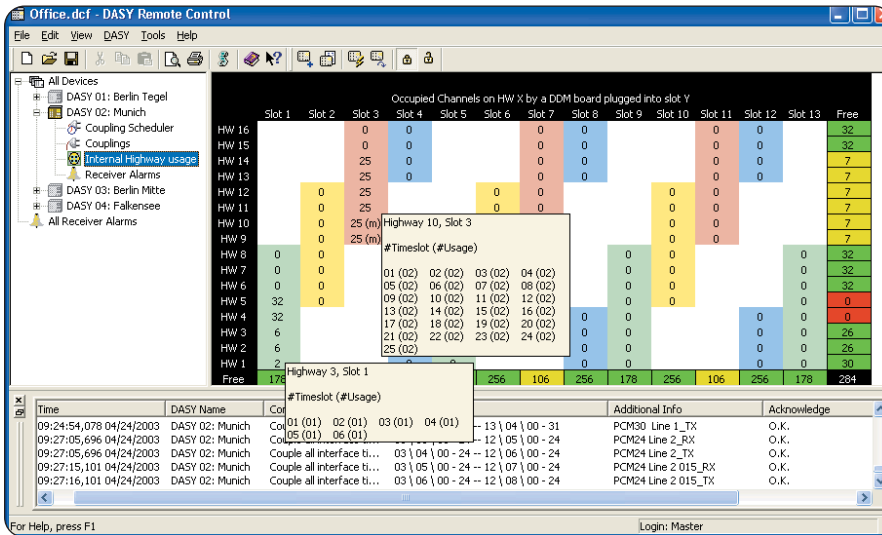 Office.dcf - DASY Remote Control
File Edit View DASY Tools Help
All Devices
DASY 01: Berlin Tegel
DASY 02: Munich
Coupling Scheduler
Couplings
Internal Highway usage
Receiver Alarms
DASY 03: Berlin Mitte
DASY 04: Falkensee
All Receiver Alarms
Occupied Channels on HW X by a DDM board plugged into slot Y
Slot 1 Slot 2 Slot 3 Slot 4 Slot 5 Slot 6 Slot 7 Slot 8 Slot 9 Slot 10 Slot 11 Slot 12 Slot 13 Free
HW 16 0 0 0 0 0 0 32
HW 15 0 0 0 0 0 0 32
HW 14 25 0 0 0 0 0 7
HW 13 25 0 0 0 0 0 7
HW 12 0 25 0 0 0 0 7
HW 11 0 25 0 0 0 0 7
HW 10 0 25 (m) 0 0 7
HW 9 0 25 (m) 0 0 7
HW 8 0 0 0 0 0 32
HW 7 0 0 0 0 0 32
HW 6 0 0 0 0 0 32
HW 5 32 0 0 0 0 0
HW 4 32 0 0 0 0 0
HW 3 6 0 0 0 0 26
HW 2 6 0 0 0 0 26
HW 1 2 0 0 0 0 0 0 30
Free 178 256 106 256 178 256 106 256 178 284
Highway 10, Slot 3
#Timeslot (#Usage)
01 (02) 02 (02) 03 (02) 04 (02)
05 (02) 06 (02) 07 (02) 08 (02)
09 (02) 10 (02) 11 (02) 12 (02)
13 (02) 14 (02) 15 (02) 16 (02)
17 (02) 18 (02) 19 (02) 20 (02)
21 (02) 22 (02) 23 (02) 24 (02)
25 (02)
Highway 3, Slot 1
#Timeslot (#Usage)
01 (01) 02 (01) 03 (01) 04 (01)
05 (01) 06 (01)
Time DASY Name Additional Info Acknowledge
09:24:54,078 04/24/2003 DASY 02: Munich Couple -- 13 \ 04 \ 00 - 31 PCM30 Line 1_TX O.K.
09:27:05,696 04/24/2003 DASY 02: Munich Couple -- 12 \ 05 \ 00 - 24 PCM24 Line 2_RX O.K.
09:27:05,696 04/24/2003 DASY 02: Munich Couple all interface ti... 03 \ 04 \ 00 - 24 -- 12 \ 06 \ 00 - 24 PCM24 Line 2_TX O.K.
09:27:15,101 04/24/2003 DASY 02: Munich Couple all interface ti... 03 \ 05 \ 00 - 24 -- 12 \ 07 \ 00 - 24 PCM24 Line 2 015_RX O.K.
09:27:16,101 04/24/2003 DASY 02: Munich Couple all interface ti... 03 \ 06 \ 00 - 24 -- 12 \ 08 \ 00 - 24 PCM24 Line 2 015_TX O.K.
For Help, press F1
Login: Master